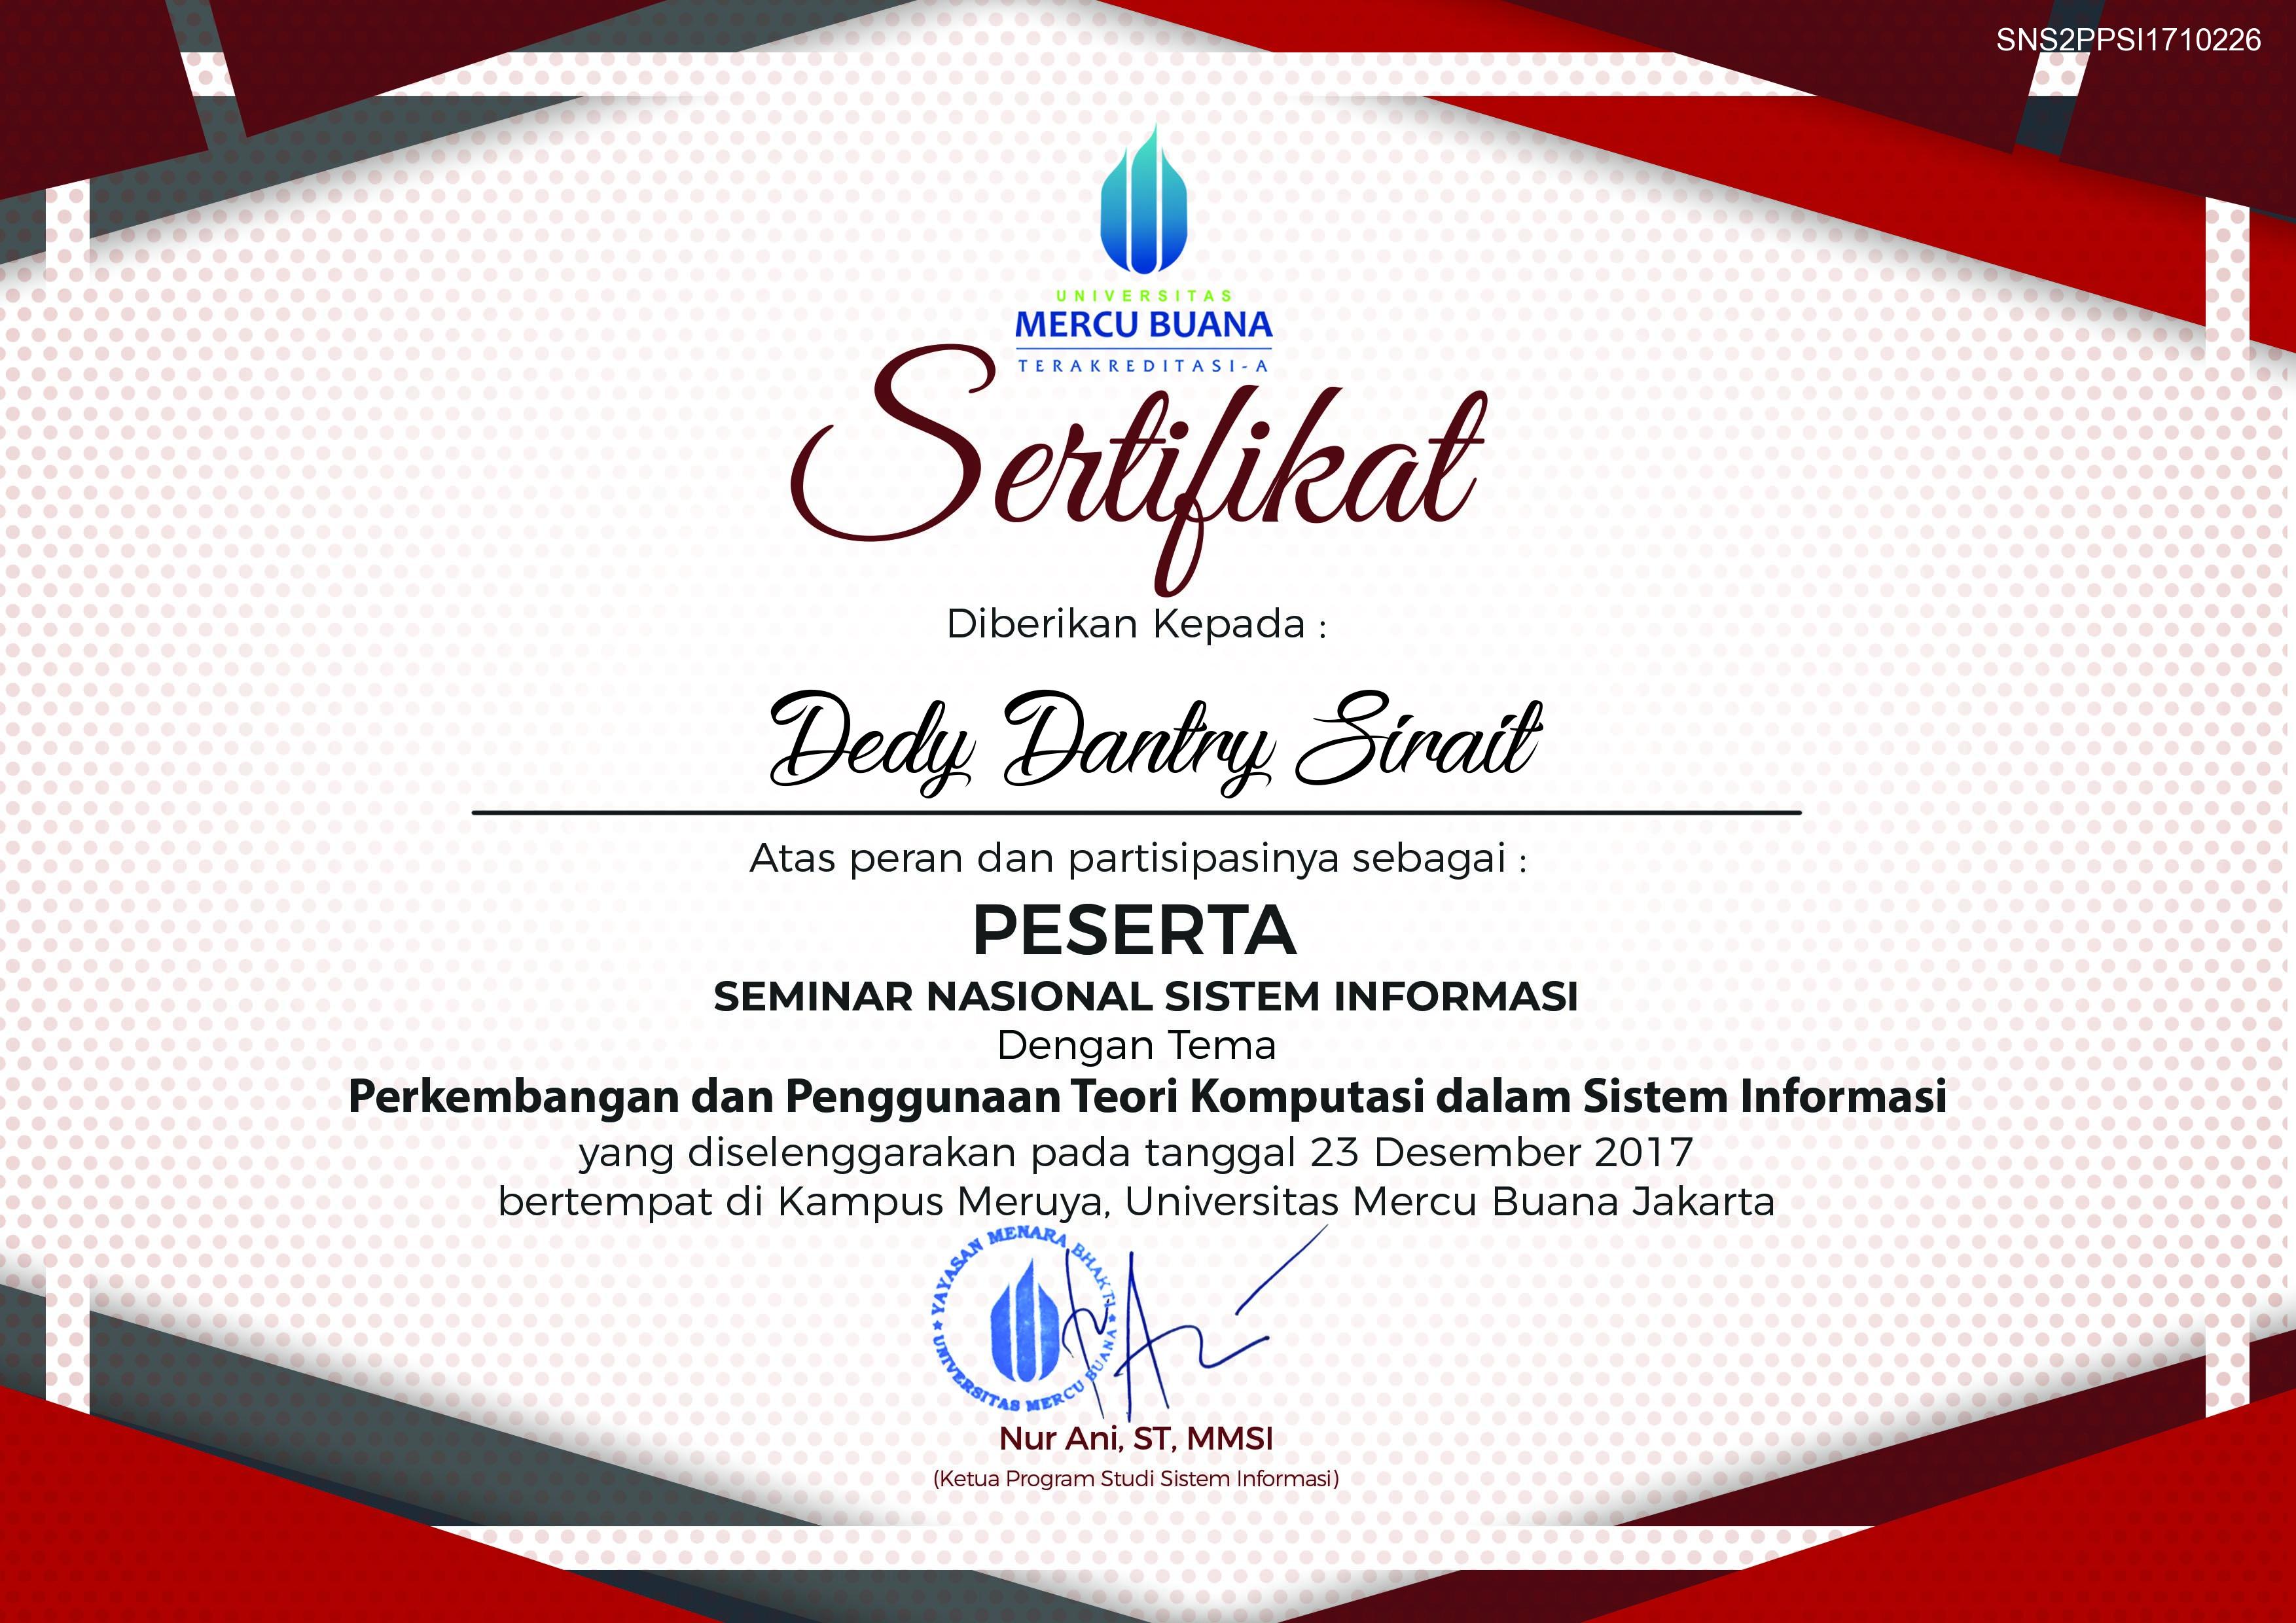 SNS2PPSI1710226
UNIVERSITAS
MERCU BUANA
TERAKREDITASI-A
Sertifikat
Diberikan Kepada :
Dedy Dantry Sirait
Atas peran dan partisipasinya sebagai :
PESERTA
SEMINAR NASIONAL SISTEM INFORMASI
Dengan Tema
Perkembangan dan Penggunaan Teori Komputasi dalam Sistem Informasi
yang diselenggarakan pada tanggal 23 Desember 2017
bertempat di Kampus Meruya, Universitas Mercu Buana Jakarta
YAYASAN MENARA BHAKTI
UNIVERSITAS MERCU BUANA
Nur Ani, ST, MMSI
(Ketua Program Studi Sistem Informasi)